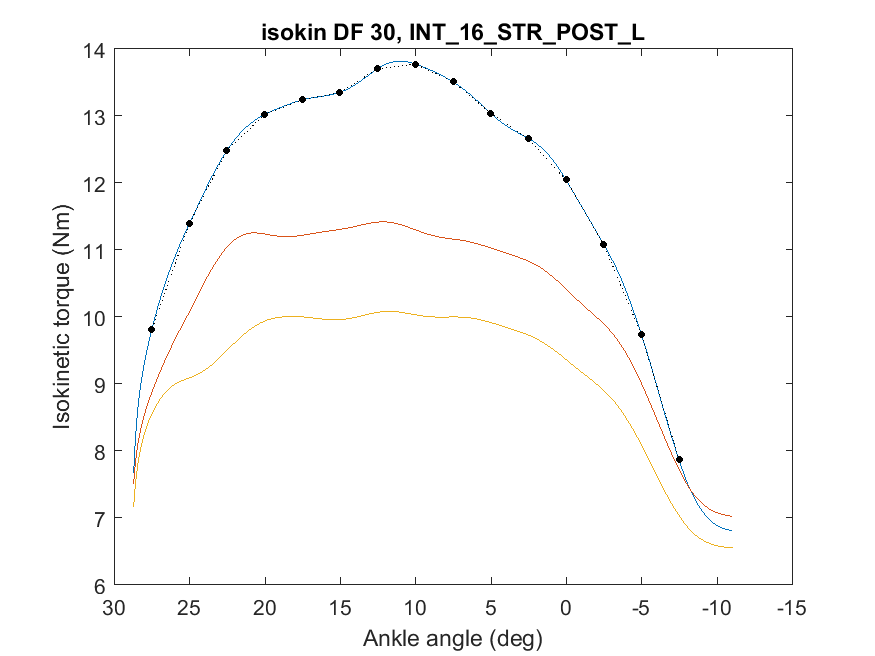 isokin DF 30, INT_16_STR_POST_L
Isokinetic torque (Nm)
14
13
12
11
10
9
8
7
6
30 25 20 15 10 5 0 -5 -10 -15
Ankle angle (deg)